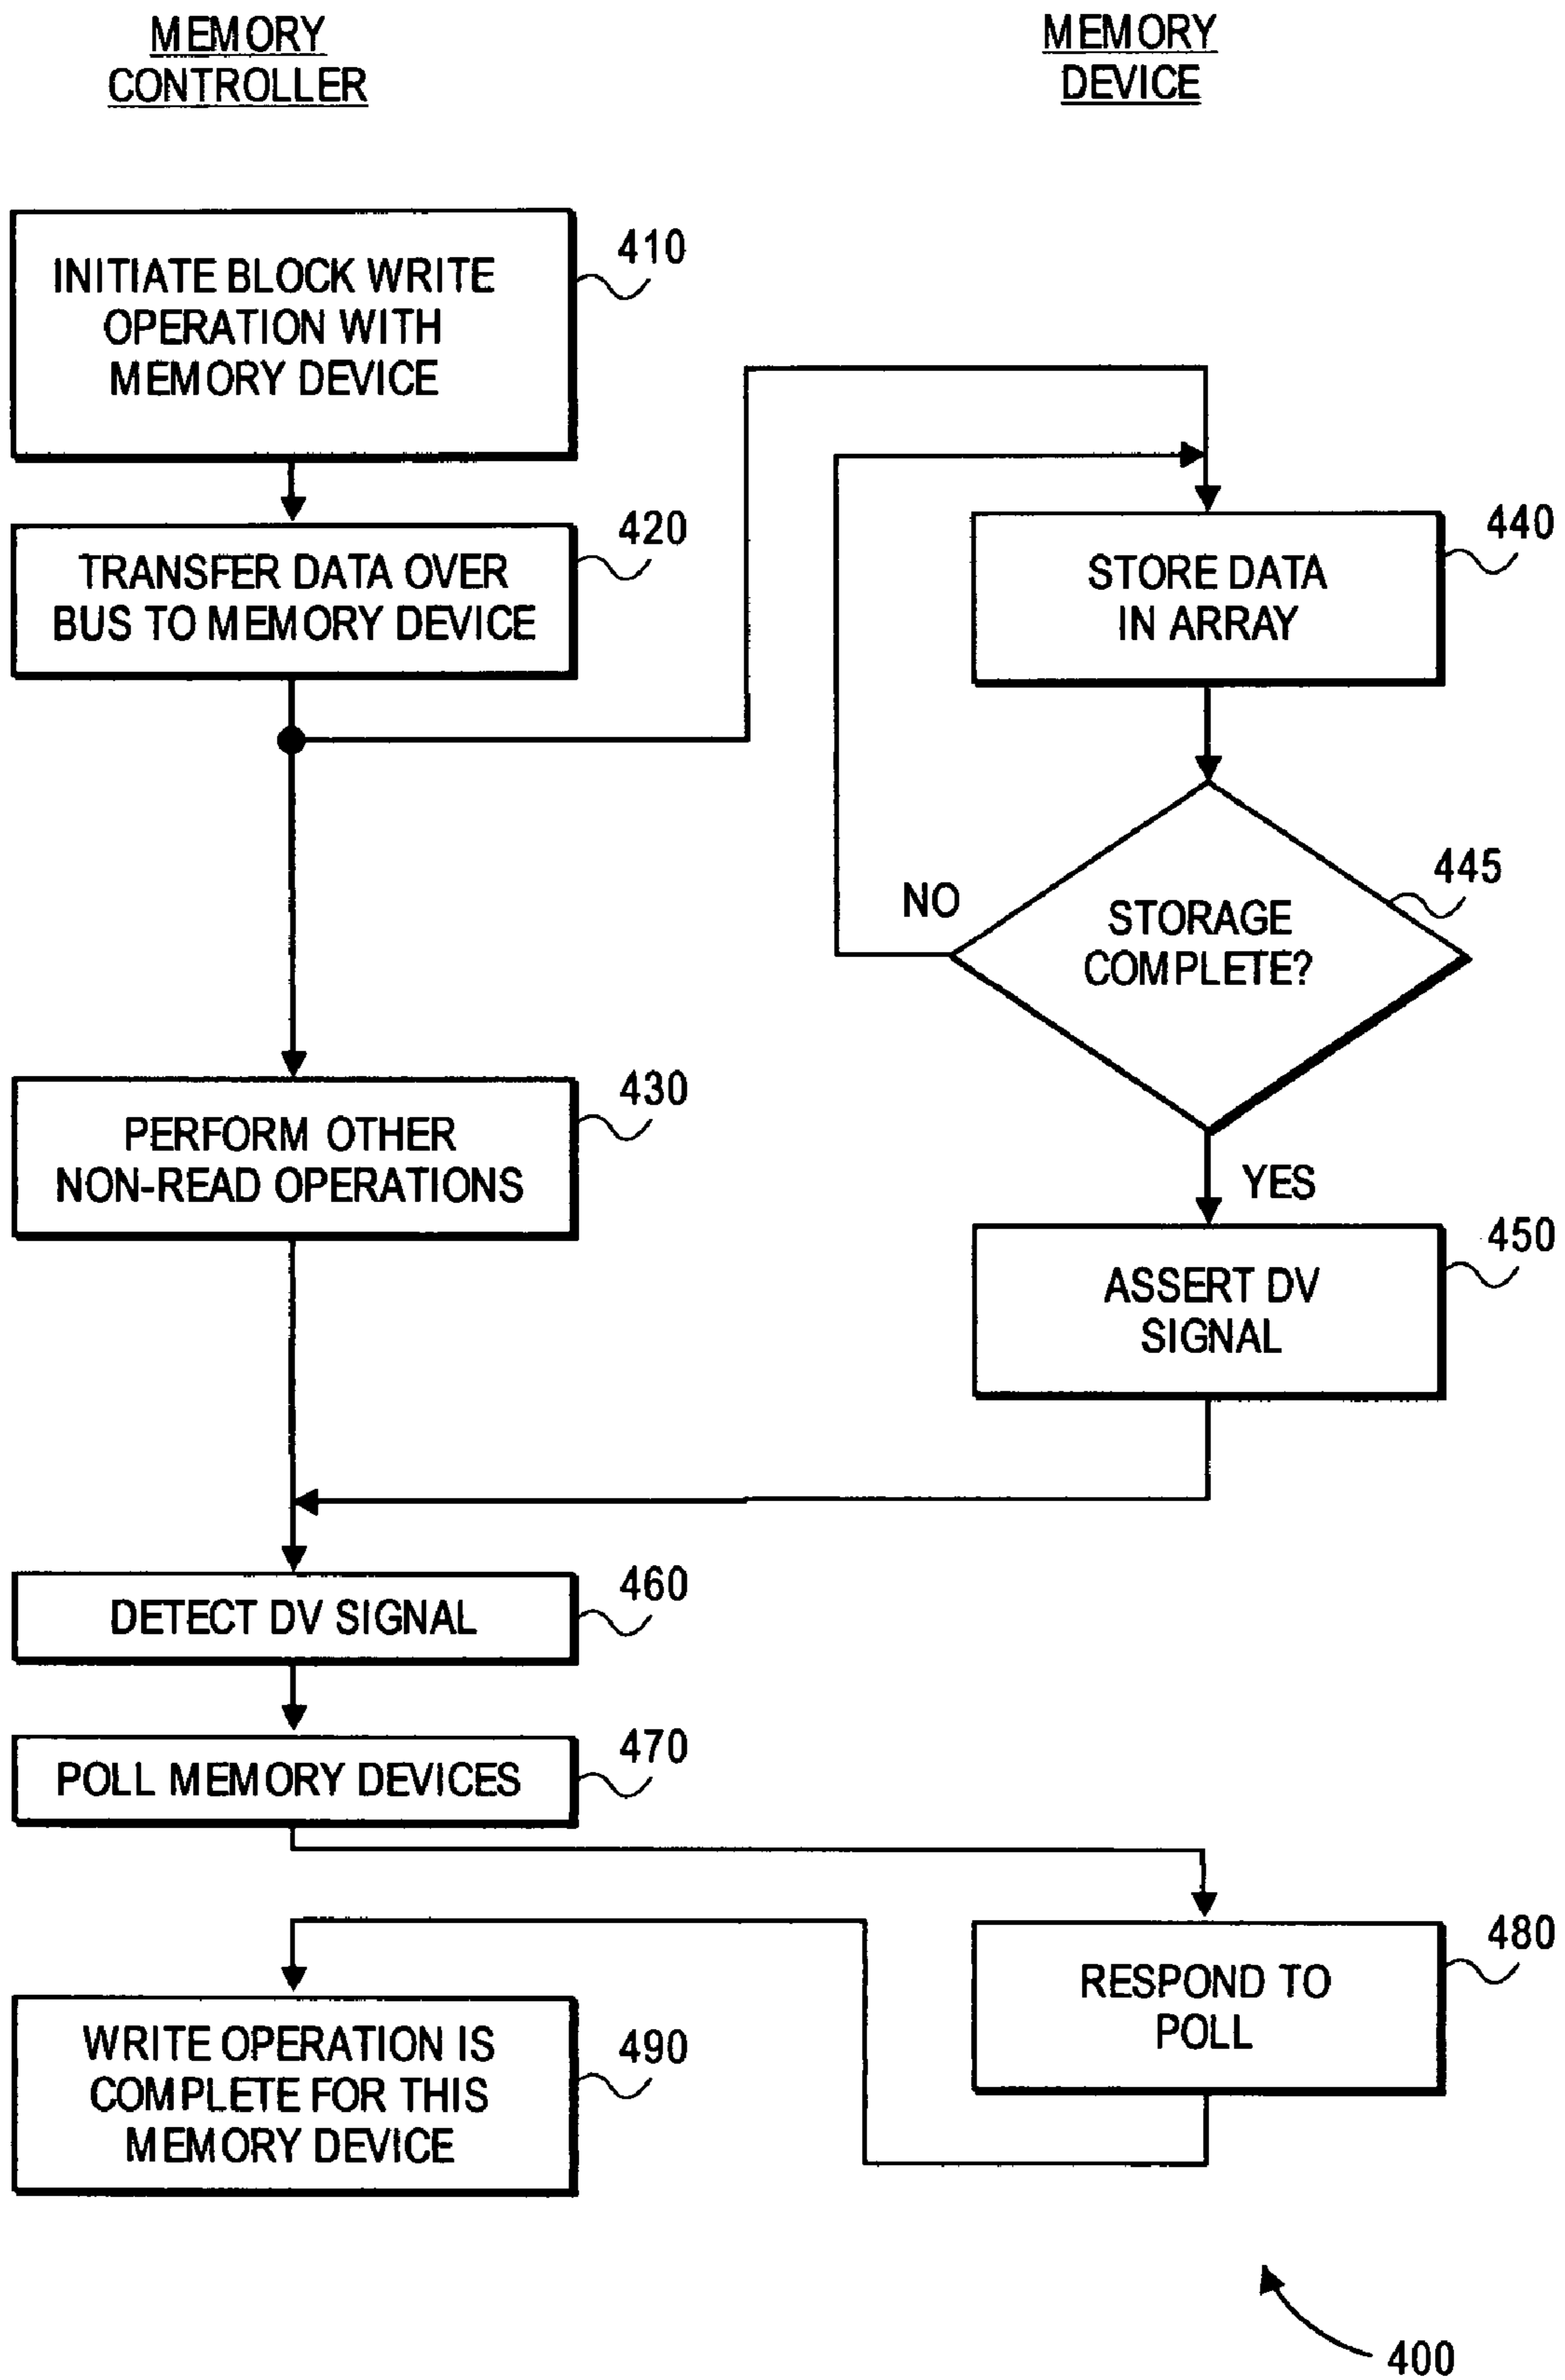 MEMORY
CONTROLLER
MEMORY
DEVICE
INITIATE BLOCK WRITE
OPERATION WITH
MEMORY DEVICE
410
TRANSFER DATA OVER
BUS TO MEMORY DEVICE
420
STORE DATA
IN ARRAY
440
STORAGE
COMPLETE?
445
NO
YES
PERFORM OTHER
NON-READ OPERATIONS
430
ASSERT DV
SIGNAL
450
DETECT DV SIGNAL
460
POLL MEMORY DEVICES
470
RESPOND TO
POLL
480
WRITE OPERATION IS
COMPLETE FOR THIS
MEMORY DEVICE
490
400